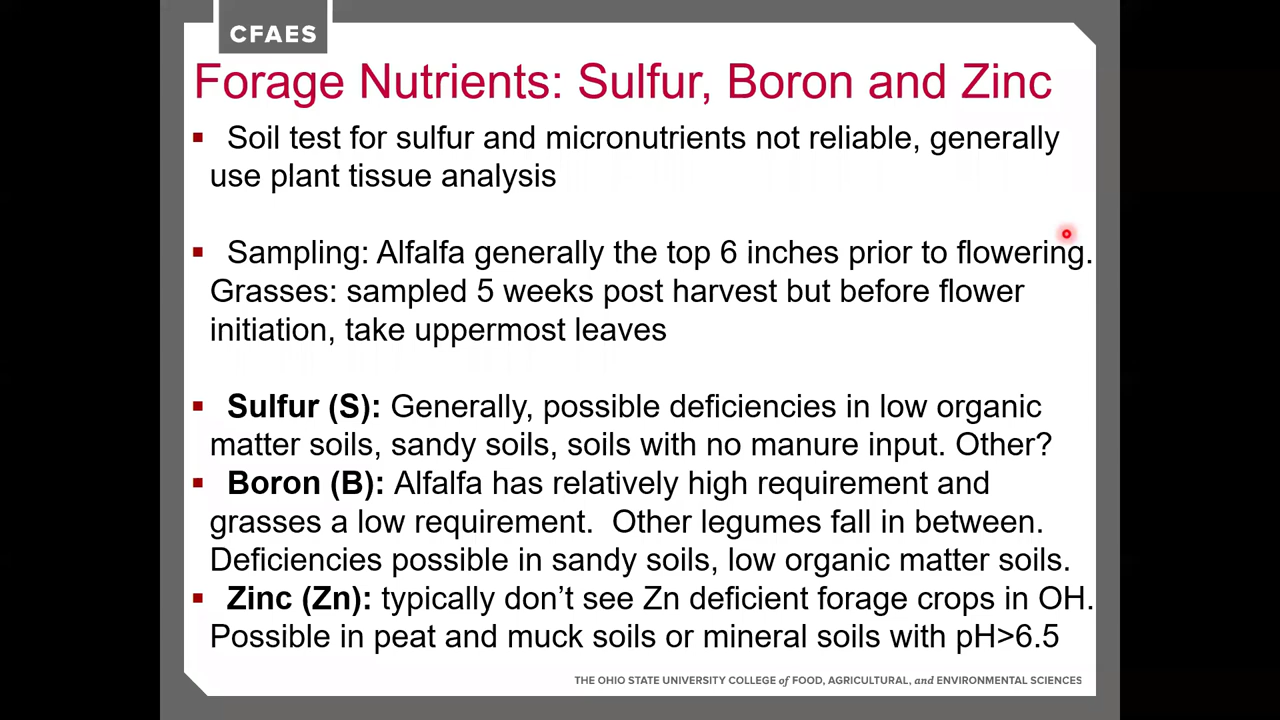 CFAES
Forage Nutrients: Sulfur, Boron and Zinc
▪ Soil test for sulfur and micronutrients not reliable, generally
use plant tissue analysis
▪ Sampling: Alfalfa generally the top 6 inches prior to flowering.
Grasses: sampled 5 weeks post harvest but before flower
initiation, take uppermost leaves
▪ Sulfur (S): Generally, possible deficiencies in low organic
matter soils, sandy soils, soils with no manure input. Other?
▪ Boron (B): Alfalfa has relatively high requirement and
grasses a low requirement.  Other legumes fall in between.
Deficiencies possible in sandy soils, low organic matter soils.
▪ Zinc (Zn): typically don’t see Zn deficient forage crops in OH.
Possible in peat and muck soils or mineral soils with pH>6.5
THE OHIO STATE UNIVERSITY COLLEGE of FOOD, AGRICULTURAL, and ENVIRONMENTAL SCIENCES